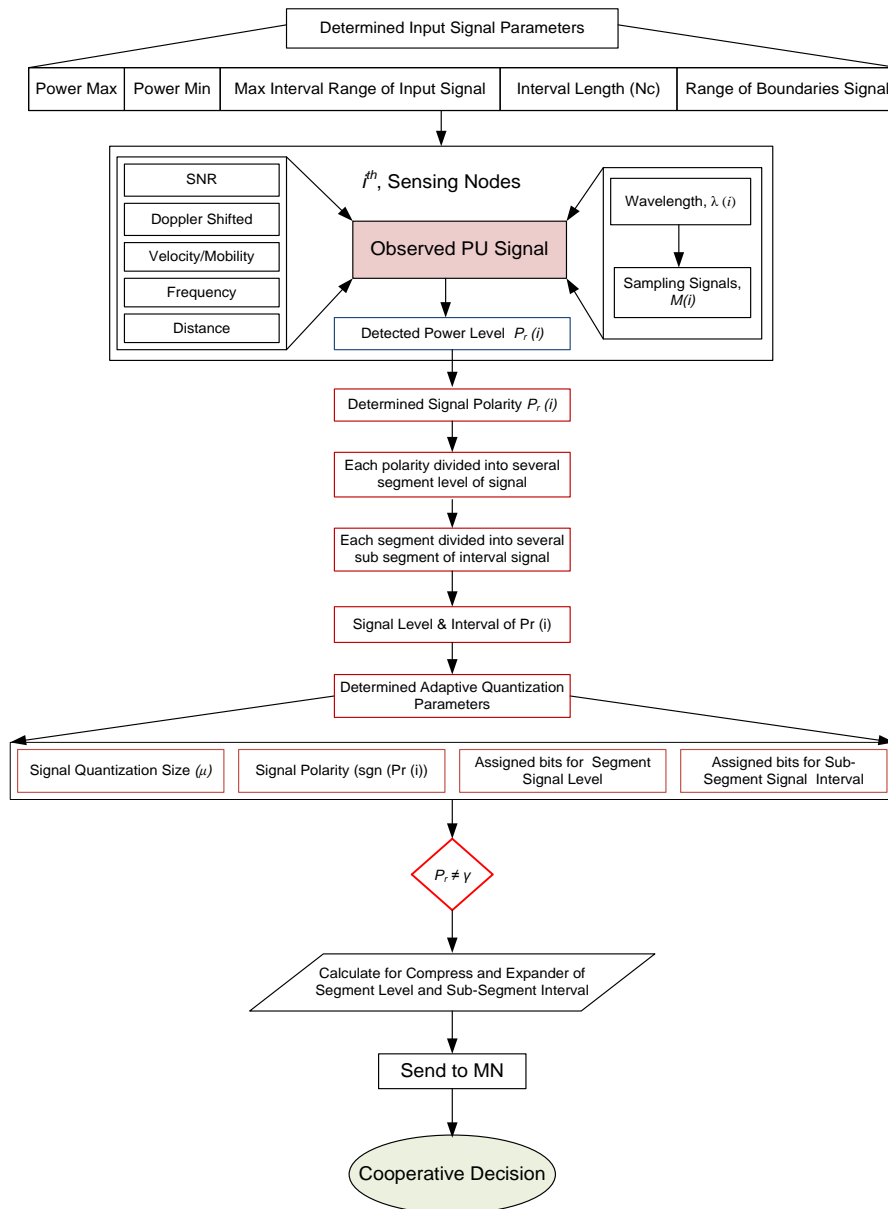 Determined Input Signal Parameters
Power Max
Power Min
Max Interval Range of Input Signal
Interval Length (Nc)
Range of Boundaries Signal
SNR
Doppler Shifted
Velocity/Mobility
Frequency
Distance
iᵗʰ, Sensing Nodes
Observed PU Signal
Wavelength, λ (i)
Sampling Signals,
M(i)
Detected Power Level Pᵣ (i)
Determined Signal Polarity Pᵣ (i)
Each polarity divided into several
segment level of signal
Each segment divided into several
sub segment of interval signal
Signal Level & Interval of Pr (i)
Determined Adaptive Quantization
Parameters
Signal Quantization Size (μ)
Signal Polarity (sgn (Pr (i))
Assigned bits for Segment
Signal Level
Assigned bits for Sub-
Segment Signal Interval
Pᵣ ≠ γ
Calculate for Compress and Expander of
Segment Level and Sub-Segment Interval
Send to MN
Cooperative Decision